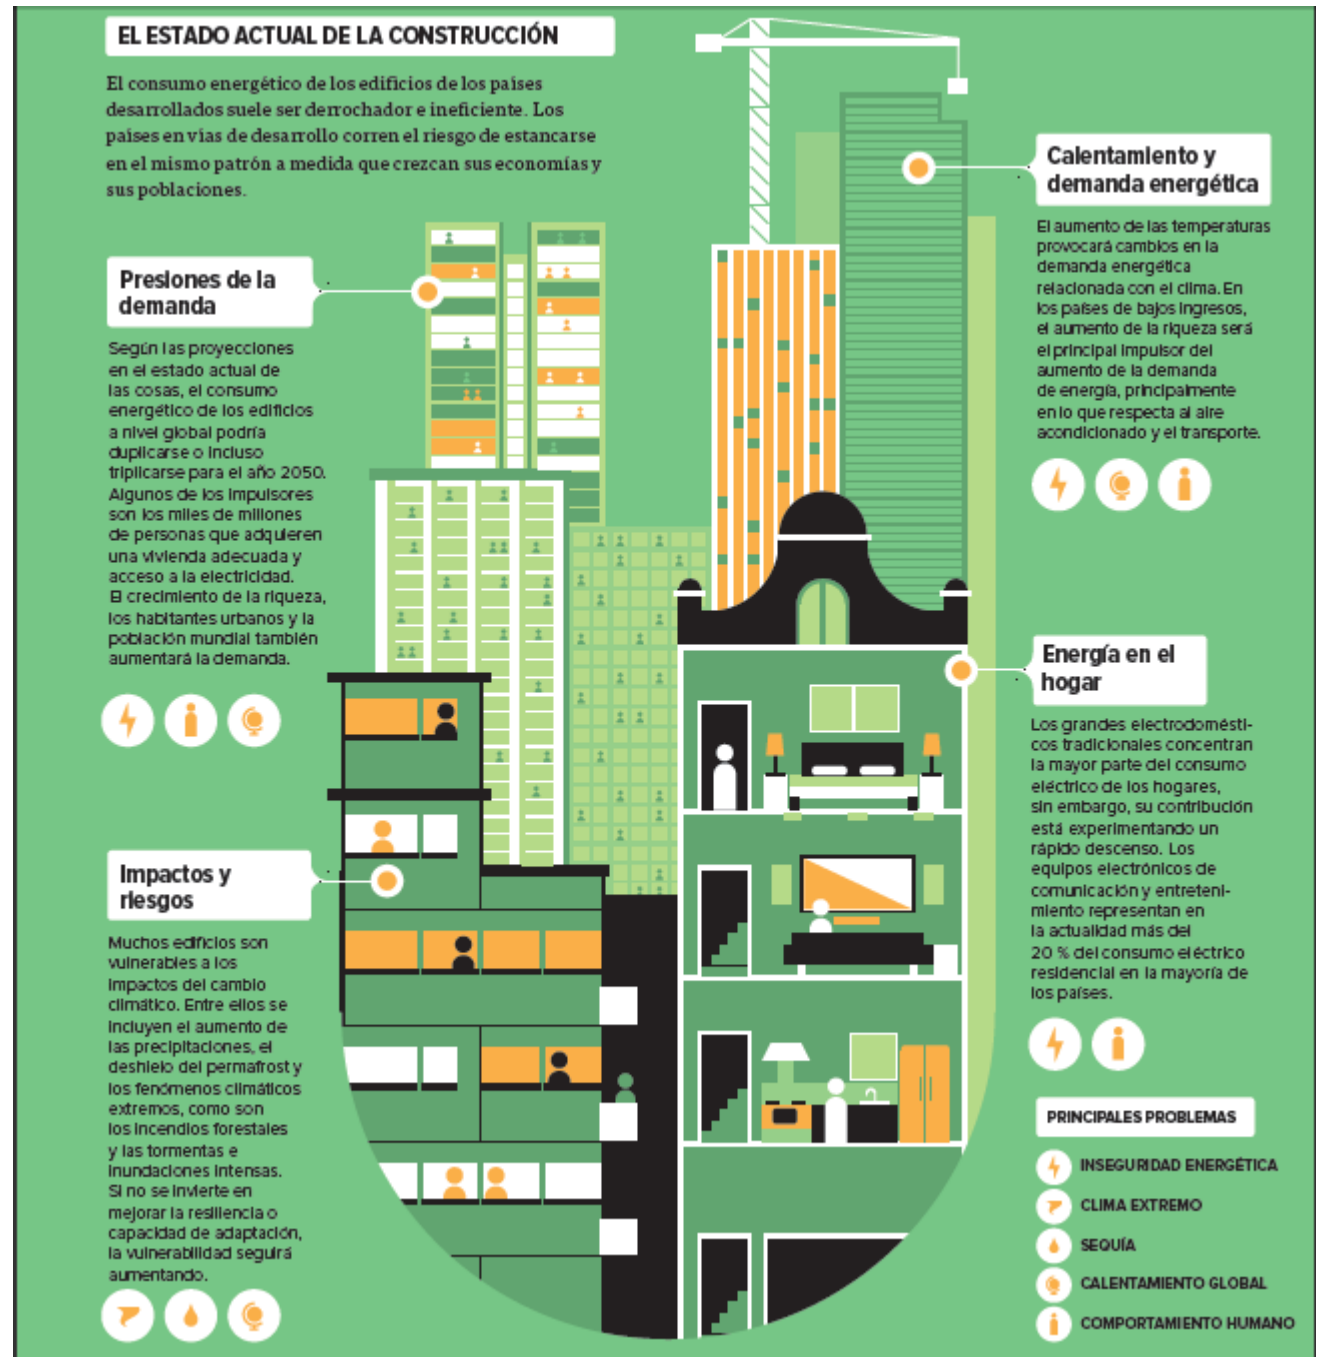 EL ESTADO ACTUAL DE LA CONSTRUCCIÓN
El consumo energético de los edificios de los países
desarrollados suele ser derrochador e ineficiente. Los
países en vías de desarrollo corren el riesgo de estancarse
en el mismo patrón a medida que crezcan sus economías y
sus poblaciones.
Presiones de la
demanda
Según las proyecciones
en el estado actual de
las cosas, el consumo
energético de los edificios
a nivel global podría
duplicarse o incluso
triplicarse para el año 2050.
Algunos de los impulsores
son los miles de millones
de personas que adquieren
una vivienda adecuada y
acceso a la electricidad.
El crecimiento de la riqueza,
los habitantes urbanos y la
población mundial también
aumentará la demanda.
Impactos y
riesgos
Muchos edificios son
vulnerables a los
impactos del cambio
climático. Entre ellos se
incluyen el aumento de
las precipitaciones, el
deshielo del permafrost y
los fenómenos climáticos
extremos, como son
los incendios forestales
y las tormentas e
inundaciones intensas.
Si no se invierte en
mejorar la resiliencia o
capacidad de adaptación,
la vulnerabilidad seguirá
aumentando.
Calentamiento y
demanda energética
El aumento de las temperaturas
provocará cambios en la
demanda energética
relacionada con el clima. En
los países de bajos ingresos,
el aumento de la riqueza será
el principal impulsor del
aumento de la demanda
de energía, principalmente
en lo que respecta al aire
acondicionado y el transporte.
Energía en el
hogar
Los grandes electrodomésti-
cos tradicionales concentran
la mayor parte del consumo
eléctrico de los hogares,
sin embargo, su contribución
está experimentando un
rápido descenso. Los
equipos electrónicos de
comunicación y entreteni-
miento representan en
la actualidad más del
20 % del consumo eléctrico
residencial en la mayoría de
los países.
PRINCIPALES PROBLEMAS
INSEGURIDAD ENERGÉTICA
CLIMA EXTREMO
SEQUÍA
CALENTAMIENTO GLOBAL
COMPORTAMIENTO HUMANO